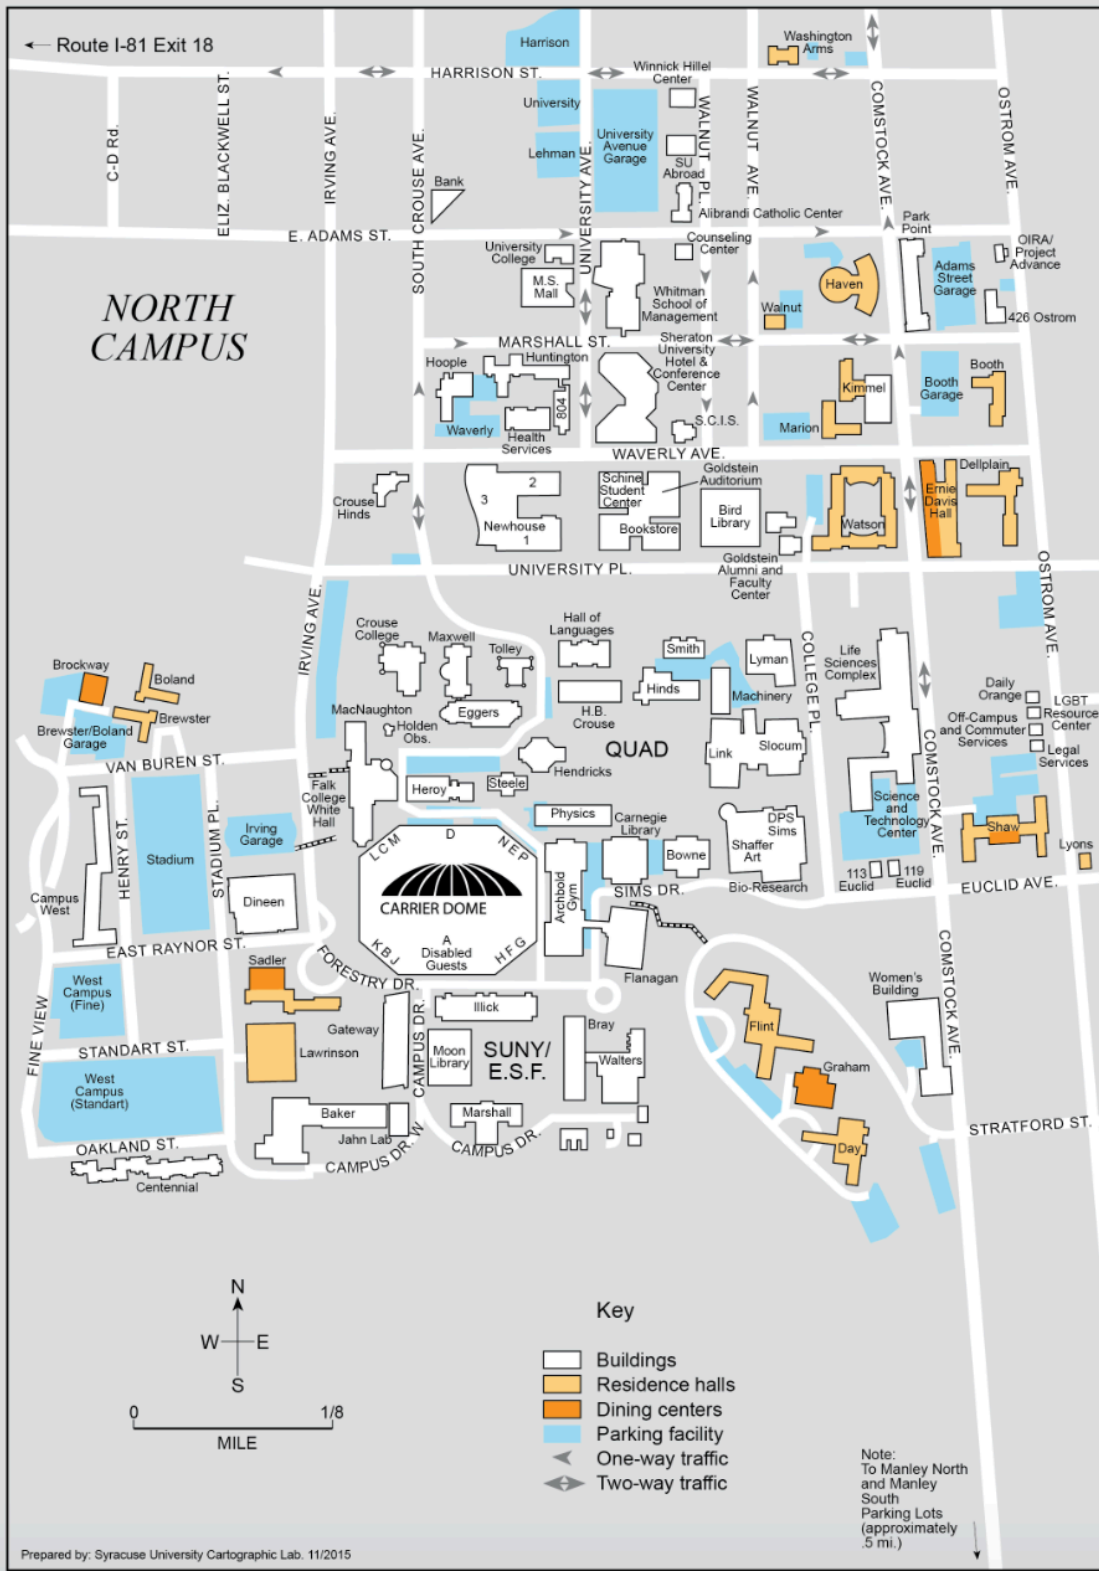 Route I-81 Exit 18
Harrison
Washington
Arms
HARRISON ST.
Winnick Hillel
Center
C-D Rd.
ELIZ. BLACKWELL ST.
IRVING AVE.
SOUTH CROUSE AVE.
UNIVERSITY AVE.
WALNUT PL.
WALNUT AVE.
COMSTOCK AVE.
OSTROM AVE.
University
Lehman
University
Avenue
Garage
SU
Abroad
Bank
Alibrandi Catholic Center
E. ADAMS ST.
University
College
Counseling
Center
Park
Point
OIRA/
Project
Advance
Adams
Street
Garage
M.S.
Mall
Whitman
School of
Management
Haven
Walnut
426 Ostrom
NORTH
CAMPUS
MARSHALL ST.
Sheraton
University
Hotel &
Conference
Center
Hoople
Huntington
804
Waverly
Health
Services
S.C.I.S.
Kimmel
Marion
Booth
Garage
Booth
WAVERLY AVE.
Crouse
Hinds
2
3
Newhouse
1
Schine
Student
Center
Goldstein
Auditorium
Bookstore
Bird
Library
Watson
Ernie
Davis
Hall
Dellplain
Goldstein
Alumni and
Faculty
Center
UNIVERSITY PL.
OSTROM AVE.
IRVING AVE.
Crouse
College
Maxwell
Tolley
Hall of
Languages
Smith
Lyman
COLLEGE PL.
Life
Sciences
Complex
Brockway
Boland
Brewster
Brewster/Boland
Garage
MacNaughton
Holden
Obs.
Eggers
H.B.
Crouse
Hinds
Machinery
Daily
Orange
LGBT
Resource
Center
Off-Campus
and Commuter
Services
Legal
Services
QUAD
Link
Slocum
COMSTOCK AVE.
VAN BUREN ST.
Hendricks
Falk
College
White
Hall
Heroy
Steele
Physics
Carnegie
Library
DPS
Sims
Shaffer
Art
Science
and
Technology
Center
Shaw
Lyons
HENRY ST.
Stadium
STADIUM PL.
Irving
Garage
LCM
D
NEP
CARRIER DOME
A
Disabled
Guests
KBJ
HFG
Archbold
Gym
Bowne
SIMS DR.
Bio-Research
113
Euclid
119
Euclid
EUCLID AVE.
Campus
West
Dineen
EAST RAYNOR ST.
Sadler
FORESTRY DR.
Flanagan
Women's
Building
COMSTOCK AVE.
FINE VIEW
West
Campus
(Fine)
Gateway
CAMPUS DR.
Illick
Bray
Flint
STANDART ST.
Lawrinson
Moon
Library
SUNY/
E.S.F.
Walters
Graham
West
Campus
(Standart)
Baker
Jahn Lab
Marshall
Day
STRATFORD ST.
OAKLAND ST.
CAMPUS DR. W
CAMPUS DR.
Centennial
N
W E
S
0 1/8
MILE
Key
Buildings
Residence halls
Dining centers
Parking facility
One-way traffic
Two-way traffic
Note:
To Manley North
and Manley
South
Parking Lots
(approximately
.5 mi.)
Prepared by: Syracuse University Cartographic Lab. 11/2015